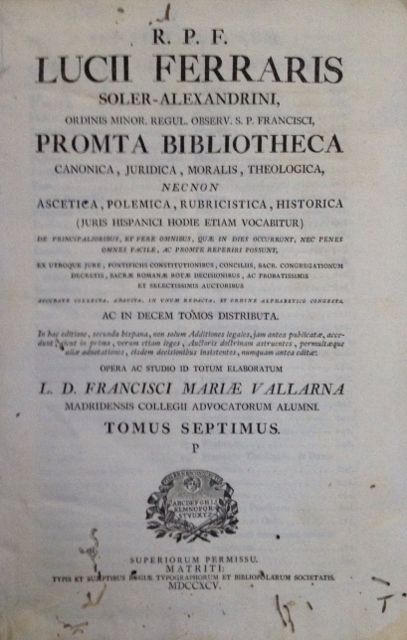 R. P. F.
LUCII FERRARIS
SOLER-ALEXANDRINI,
ORDINIS MINOR. REGUL. OBSERV. S. P. FRANCISCI,
PROMTA BIBLIOTHECA
CANONICA, JURIDICA, MORALIS, THEOLOGICA,
NECNON
ASCETICA, POLEMICA, RUBRICISTICA, HISTORICA
(JURIS HISPANICI HODIE ETIAM VOCABITUR)
DE PRINCIPALIORIBUS, ET FERE OMNIBUS, QUÆ IN DIES OCCURRUNT, NEC PENES
OMNES FACILE, AC PROMTE REPERIRI POSSUNT,
EX UTROQUE JURE, PONTIFICIIS CONSTITUTIONIBUS, CONCILIIS, SACR. CONGREGATIONUM
DECRETIS, SACRÆ ROMANÆ ROTÆ DECISIONIBUS, AC PROBATISSIMIS
ET SELECTISSIMIS AUCTORIBUS
ACCURATE COLLECTA, ADAUCTA, IN UNUM REDACTA, ET ORDINE ALPHABETICO CONGESTA,
AC IN DECEM TOMOS DISTRIBUTA.
In hac editione, secunda hispana, non solum Additiones legales, jam antea publicatæ, accedunt
sunt in prima, verum etiam leges, Auctoris doctrinam astruentes, permultæque
aliæ adnotationes, eisdem decisionibus insistentes, numquam antea editæ.
OPERA AC STUDIO ID TOTUM ELABORATUM
L. D. FRANCISCI MARIÆ VALLARNA
MADRIDENSIS COLLEGII ADVOCATORUM ALUMNI.
TOMUS SEPTIMUS.
P
ABCDEFGHIJ
KLMNOPQR
STVUXYZ
SUPERIORUM PERMISSU.
MATRITI:
TYPIS ET SUMPTIBUS REGIÆ TYPOGRAPHORUM ET BIBLIOPOLARUM SOCIETATIS.
MDCCXCV.